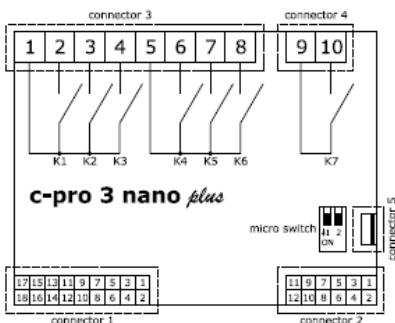 connector 3
connector 4
1 2 3 4 5 6 7 8
9 10
K1 K2 K3 K4 K5 K6 K7
c-pro 3 nano plus
micro switch
1 2
ON
connector 5
17 15 13 11 9 7 5 3 1
18 16 14 12 10 8 6 4 2
11 9 7 5 3 1
12 10 8 6 4 2
connector 1
connector 2